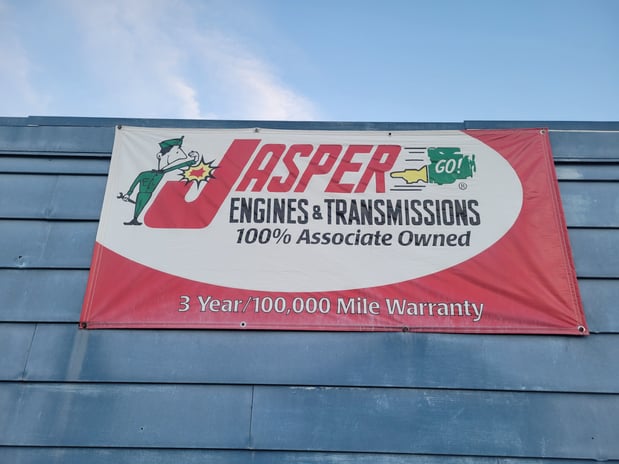 JASPER GO! ®
ENGINES & TRANSMISSIONS
100% Associate Owned
3 Year/100,000 Mile Warranty